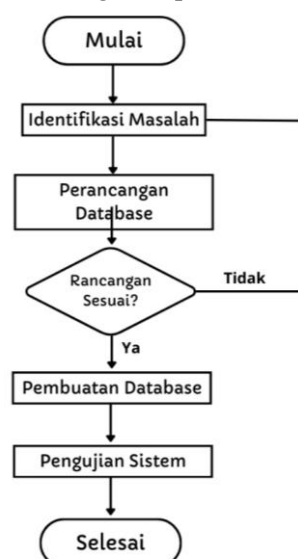 Mulai
Identifikasi Masalah
Perancangan
Database
Rancangan
Sesuai?
Tidak
Ya
Pembuatan Database
Pengujian Sistem
Selesai